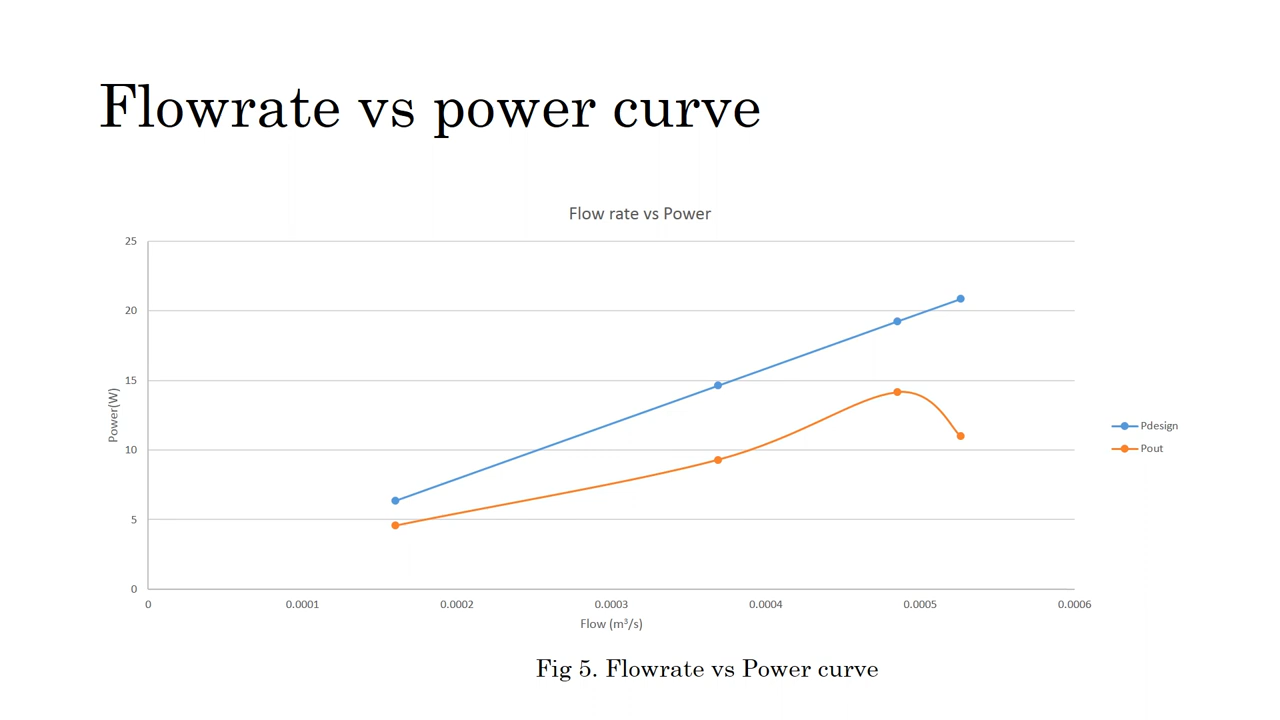 Flowrate vs power curve
Flow rate vs Power
25
20
15
10
5
0
Power(W)
0 0.0001 0.0002 0.0003 0.0004 0.0005 0.0006
Flow (m³/s)
Pdesign
Pout
Fig 5. Flowrate vs Power curve